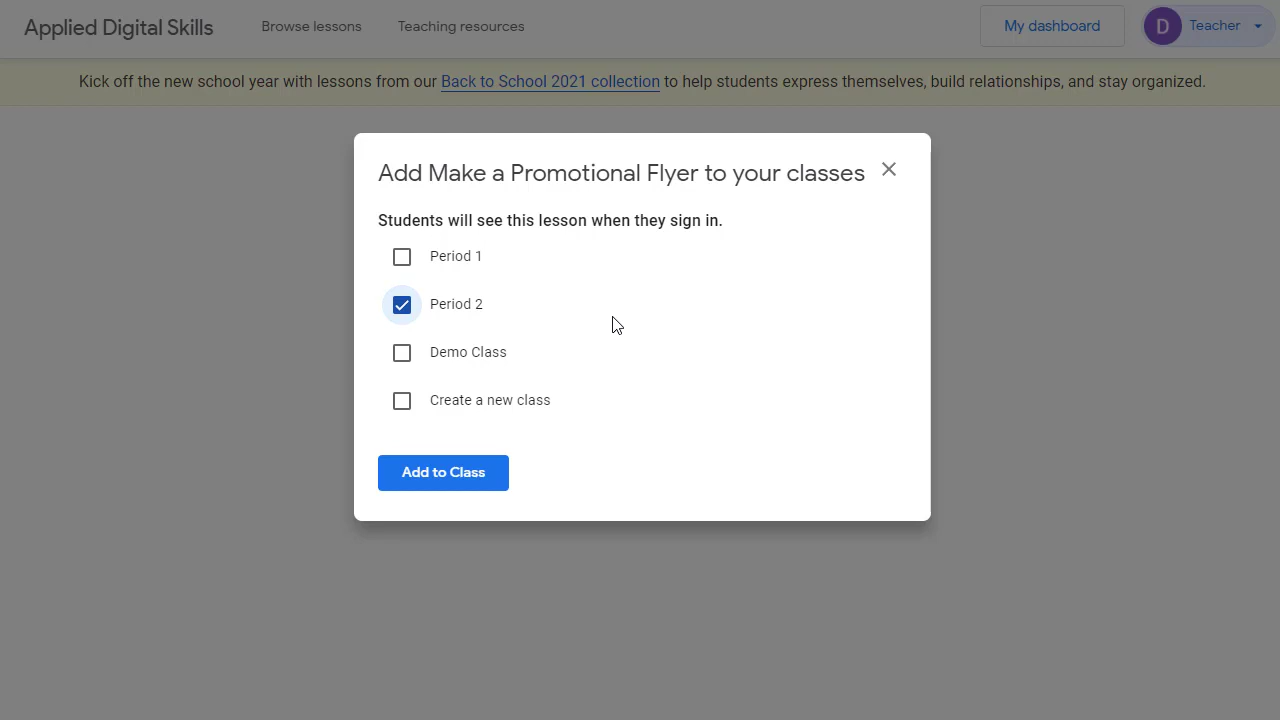 Applied Digital Skills Browse lessons Teaching resources My dashboard D Teacher
Kick off the new school year with lessons from our Back to School 2021 collection to help students express themselves, build relationships, and stay organized.
Add Make a Promotional Flyer to your classes
Students will see this lesson when they sign in.
Period 1
Period 2
Demo Class
Create a new class
Add to Class